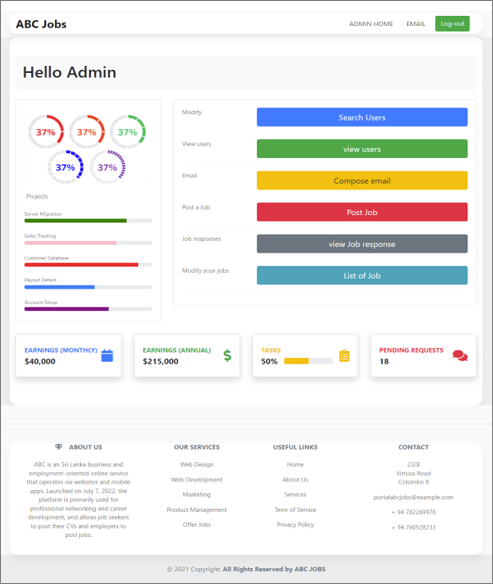 ABC Jobs
ADMIN HOME
EMAIL
Log-out
Hello Admin
37%
37%
37%
37%
37%
Projects
Server Migration
Sales Tracking
Customer Database
Payout Details
Account Setup
Modify
Search Users
View users
view users
Email
Compose email
Post a Job
Post Job
Job responses
view Job response
Modify your jobs
List of Job
EARNINGS (MONTHLY)
$40,000
EARNINGS (ANNUAL)
$215,000
TASKS
50%
PENDING REQUESTS
18
ABOUT US
ABC is an Sri Lanka business and
employment-oriented online service
that operates via websites and mobile
apps. Launched on July 7, 2022, the
platform is primarily used for
professional networking and career
development, and allows job seekers
to post their CVs and employers to
post jobs.
OUR SERVICES
Web Design
Web Development
Marketing
Product Management
Offer Jobs
USEFUL LINKS
Home
About Us
Services
Term of Service
Privacy Policy
CONTACT
23/B
Virtusa Road
Colombo 8
portalabcjobs@example.com
+ 94 762269976
+ 94 760528233
© 2021 Copyright: All Rights Reserved by ABC JOBS